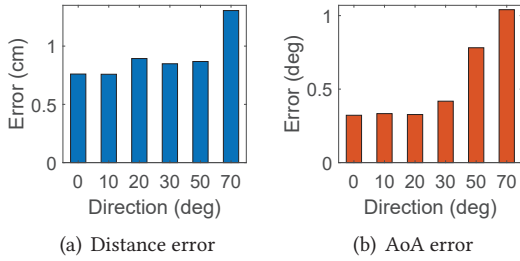 Error (cm)
1
0.5
0
0 10 20 30 50 70
Direction (deg)
(a) Distance error
Error (deg)
1
0.5
0
0 10 20 30 50 70
Direction (deg)
(b) AoA error